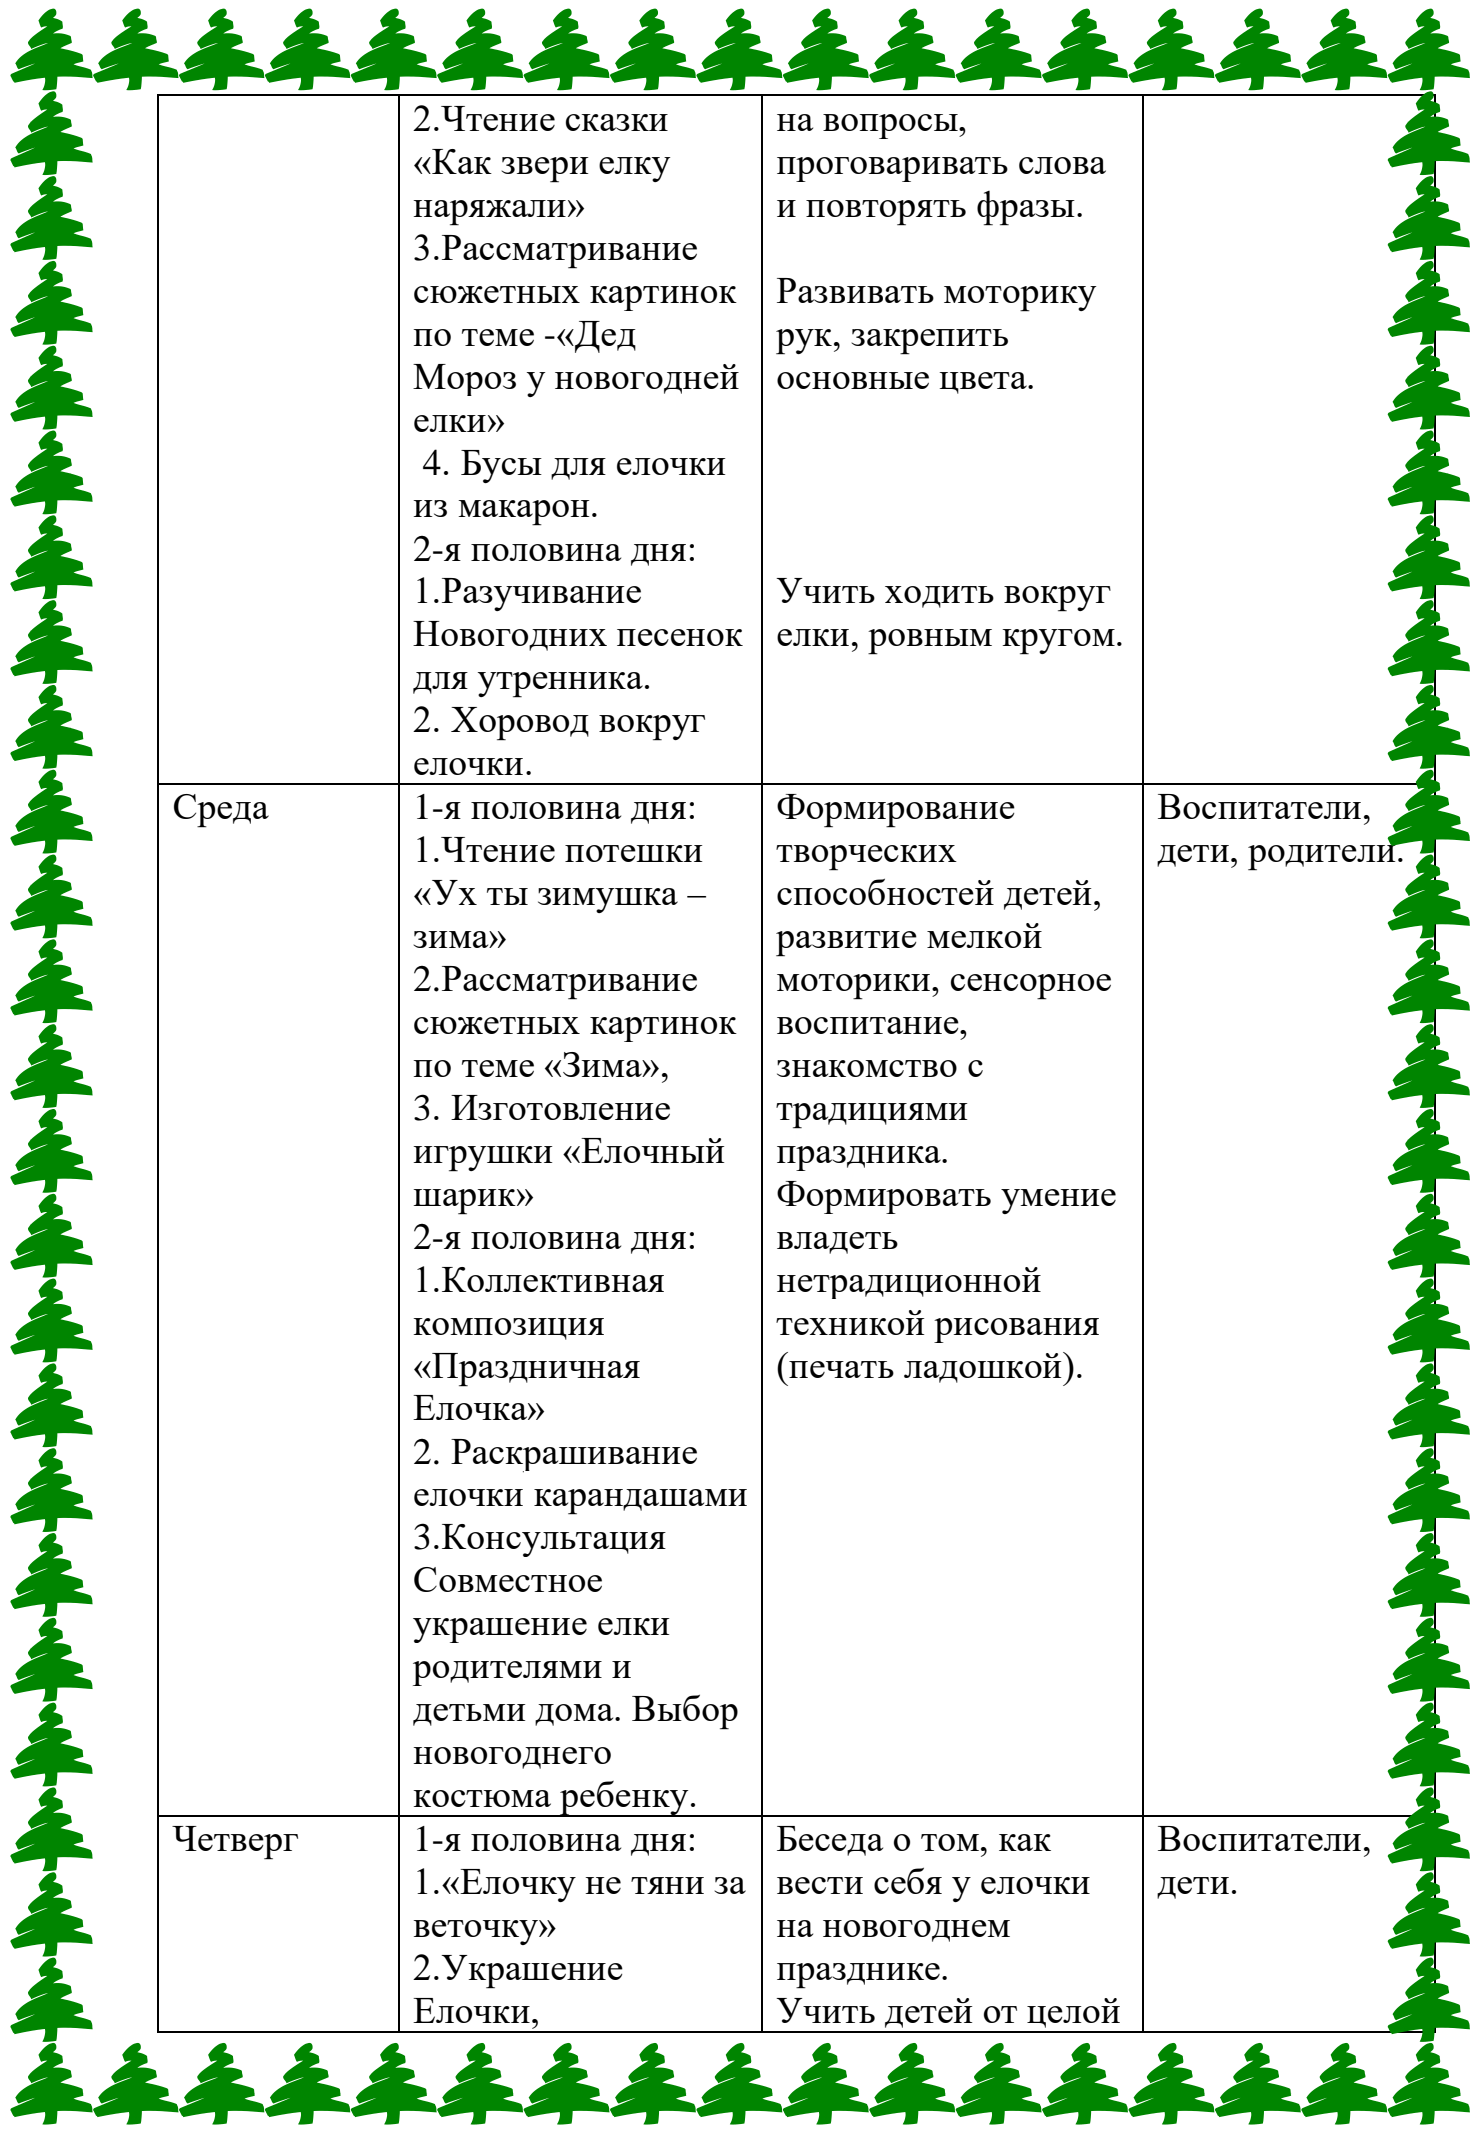 2.Чтение сказки
«Как звери елку
наряжали»
3.Рассматривание
сюжетных картинок
по теме -«Дед
Мороз у новогодней
елки»
4. Бусы для елочки
из макарон.
2-я половина дня:
1.Разучивание
Новогодних песенок
для утренника.
2. Хоровод вокруг
елочки.
на вопросы,
проговаривать слова
и повторять фразы.
Развивать моторику
рук, закрепить
основные цвета.
Учить ходить вокруг
елки, ровным кругом.
Среда
1-я половина дня:
1.Чтение потешки
«Ух ты зимушка –
зима»
2.Рассматривание
сюжетных картинок
по теме «Зима»,
3. Изготовление
игрушки «Елочный
шарик»
2-я половина дня:
1.Коллективная
композиция
«Праздничная
Елочка»
2. Раскрашивание
елочки карандашами
3.Консультация
Совместное
украшение елки
родителями и
детьми дома. Выбор
новогоднего
костюма ребенку.
Формирование
творческих
способностей детей,
развитие мелкой
моторики, сенсорное
воспитание,
знакомство с
традициями
праздника.
Формировать умение
владеть
нетрадиционной
техникой рисования
(печать ладошкой).
Воспитатели,
дети, родители.
Четверг
1-я половина дня:
1.«Елочку не тяни за
веточку»
2.Украшение
Елочки,
Беседа о том, как
вести себя у елочки
на новогоднем
празднике.
Учить детей от целой
Воспитатели,
дети.